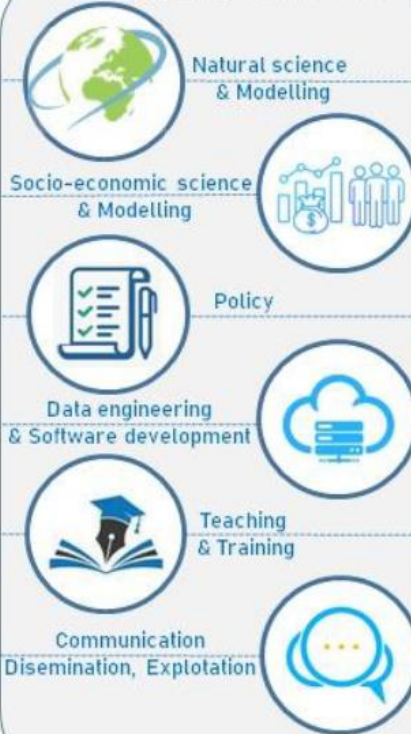 Natural science
& Modelling
Socio-economic science
& Modelling
$
Policy
Data engineering
& Software development
Teaching
& Training
Communication
Disemination, Explotation